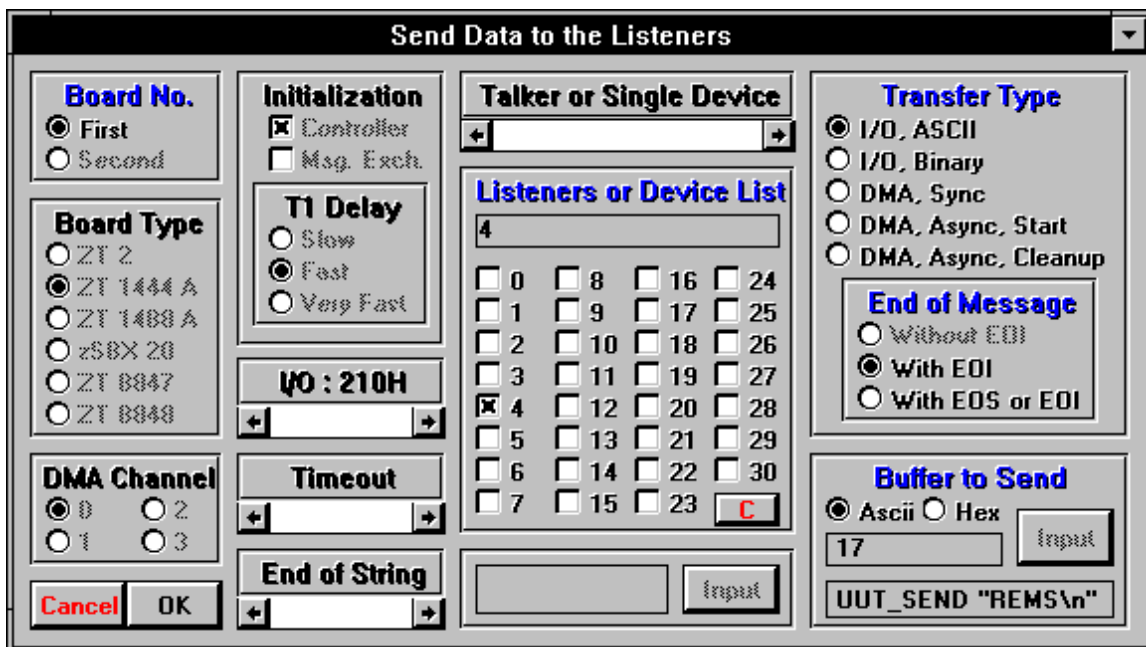 Send Data to the Listeners
Board No.
First
Second
Board Type
ZT 2
ZT 1444 A
ZT 1488 A
zSBX 20
ZT 8847
ZT 8848
DMA Channel
0 2
1 3
Cancel OK
Initialization
Controller
Msg. Exch.
T1 Delay
Slow
Fast
Very Fast
I/O : 210H
Timeout
End of String
Talker or Single Device
Listeners or Device List
4
0 8 16 24
1 9 17 25
2 10 18 26
3 11 19 27
4 12 20 28
5 13 21 29
6 14 22 30
7 15 23 C
Input
Transfer Type
I/O, ASCII
I/O, Binary
DMA, Sync
DMA, Async, Start
DMA, Async, Cleanup
End of Message
Without EOI
With EOI
With EOS or EOI
Buffer to Send
Ascii Hex
17 Input
UUT_SEND "REMS\n"